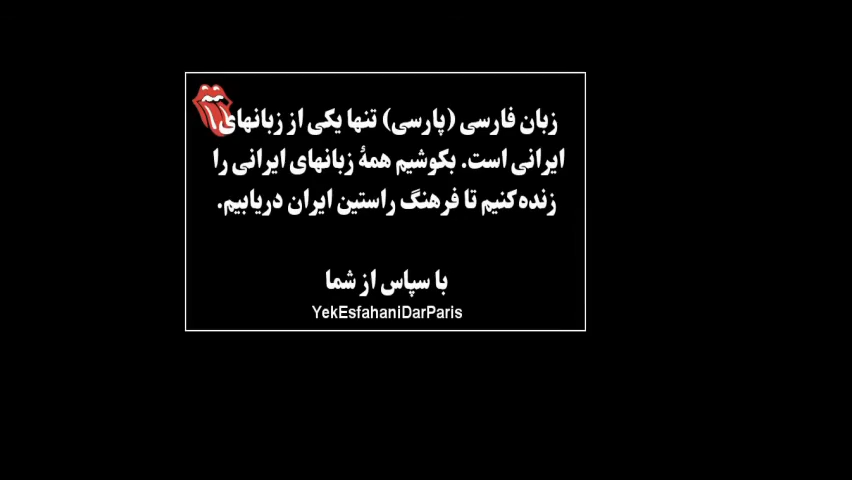 زبان فارسی (پارسی) تنها یکی از زبانهای
ایرانی است. بکوشیم همهٔ زبانهای ایرانی را
زنده‌کنیم تا فرهنگ راستین ایران دریابیم.
با سپاس از شما
YekEsfahaniDarParis